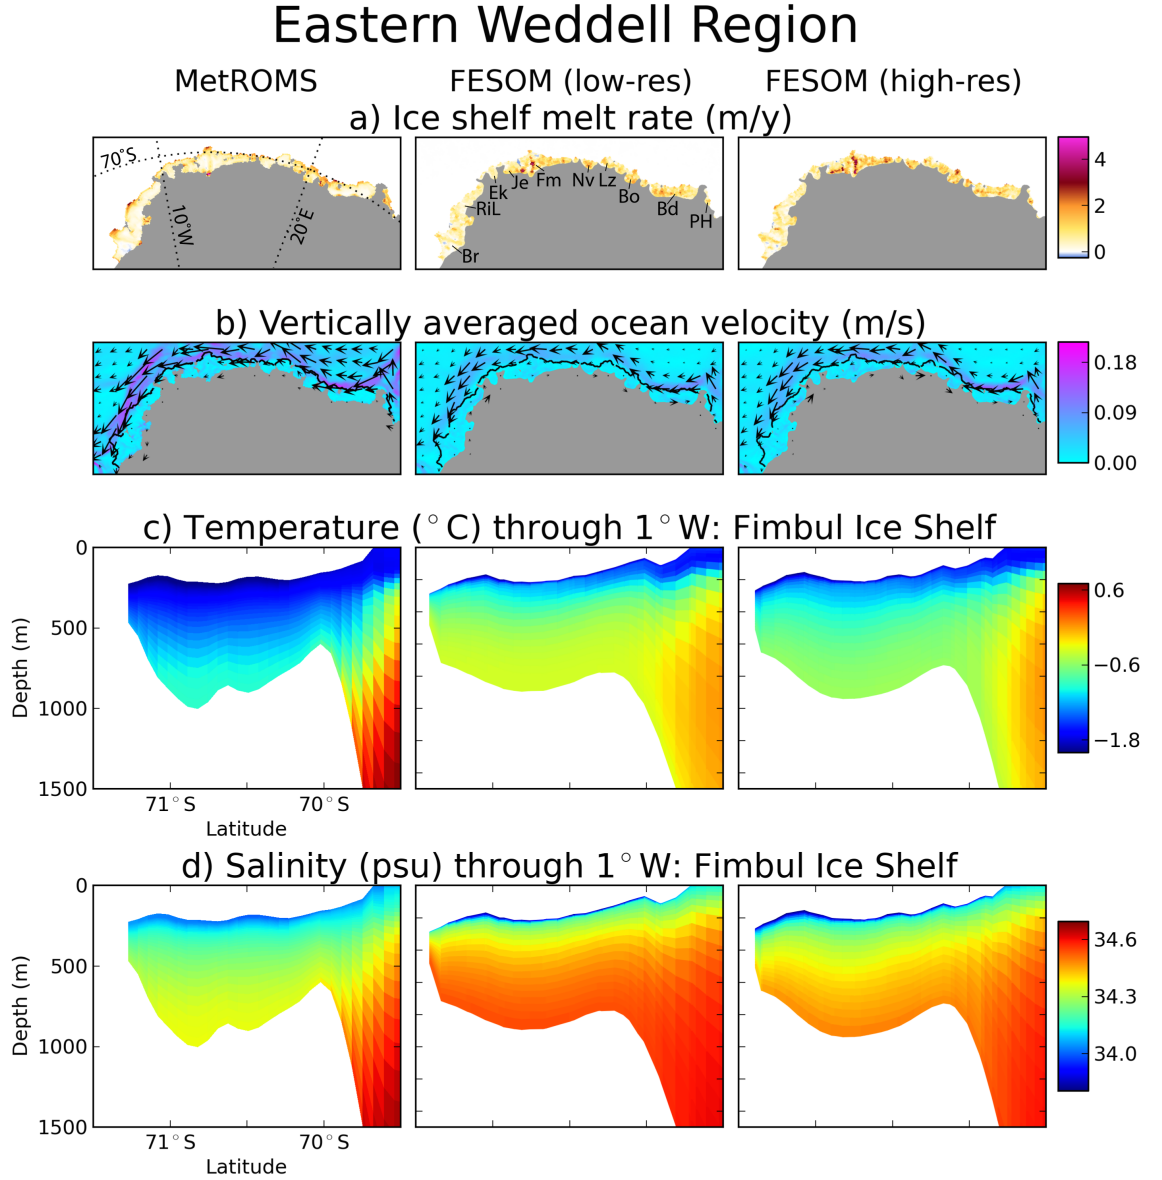 Eastern Weddell Region
MetROMS FESOM (low-res) FESOM (high-res)
a) Ice shelf melt rate (m/y)
70°S
10°W
20°E
Ek
Je
Fm
Nv
Lz
RiL
Bo
Bd
PH
Br
4
2
0
b) Vertically averaged ocean velocity (m/s)
0.18
0.09
0.00
c) Temperature (°C) through 1°W: Fimbul Ice Shelf
0
500
1000
1500
Depth (m)
71°S 70°S
Latitude
0.6
−0.6
−1.8
d) Salinity (psu) through 1°W: Fimbul Ice Shelf
0
500
1000
1500
Depth (m)
71°S 70°S
Latitude
34.6
34.3
34.0